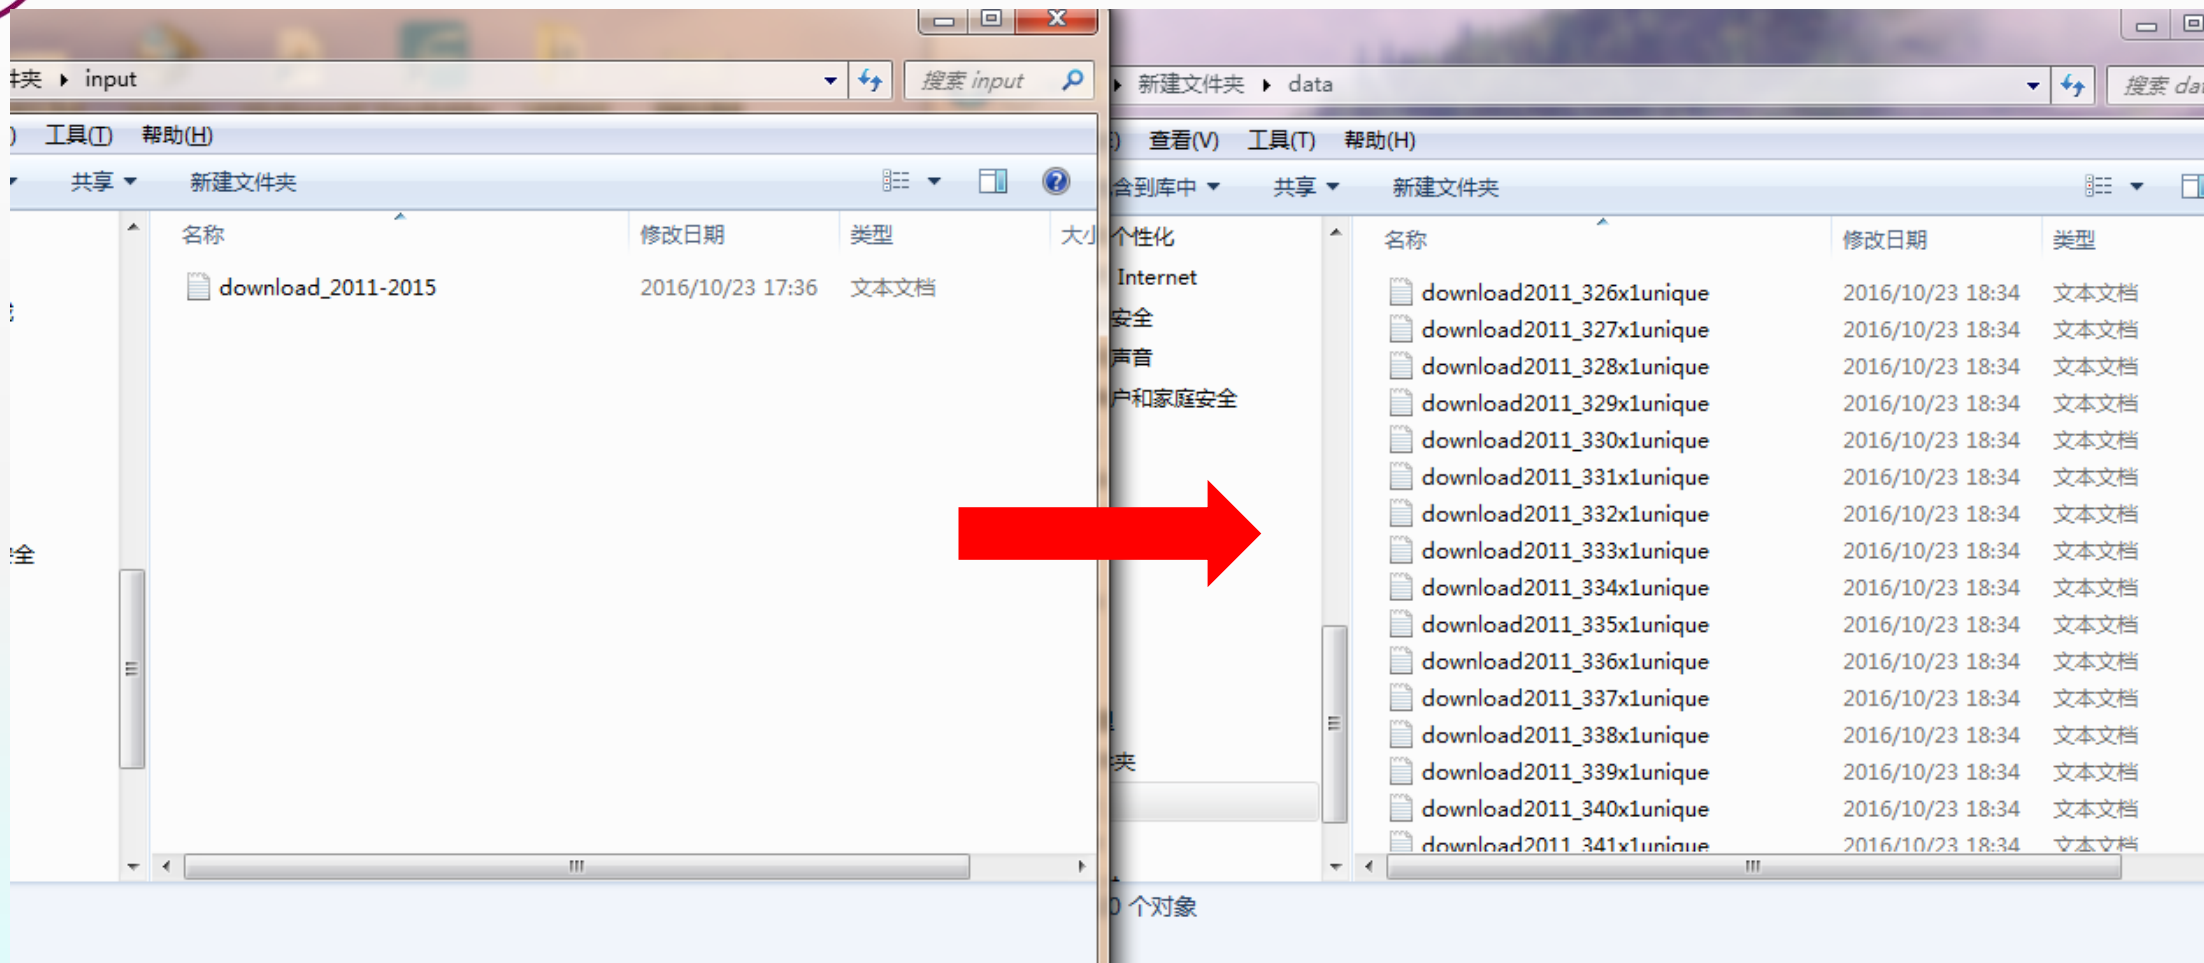 input
搜索 input
工具(T) 帮助(H)
共享 新建文件夹
名称 修改日期 类型 大小
download_2011-2015 2016/10/23 17:36 文本文档
全
新建文件夹 data
搜索 dat
查看(V) 工具(T) 帮助(H)
含到库中 共享 新建文件夹
个性化
Internet
安全
声音
户和家庭安全
夹
名称 修改日期 类型
download2011_326x1unique 2016/10/23 18:34 文本文档
download2011_327x1unique 2016/10/23 18:34 文本文档
download2011_328x1unique 2016/10/23 18:34 文本文档
download2011_329x1unique 2016/10/23 18:34 文本文档
download2011_330x1unique 2016/10/23 18:34 文本文档
download2011_331x1unique 2016/10/23 18:34 文本文档
download2011_332x1unique 2016/10/23 18:34 文本文档
download2011_333x1unique 2016/10/23 18:34 文本文档
download2011_334x1unique 2016/10/23 18:34 文本文档
download2011_335x1unique 2016/10/23 18:34 文本文档
download2011_336x1unique 2016/10/23 18:34 文本文档
download2011_337x1unique 2016/10/23 18:34 文本文档
download2011_338x1unique 2016/10/23 18:34 文本文档
download2011_339x1unique 2016/10/23 18:34 文本文档
download2011_340x1unique 2016/10/23 18:34 文本文档
download2011_341x1unique 2016/10/23 18:34 文本文档
0 个对象